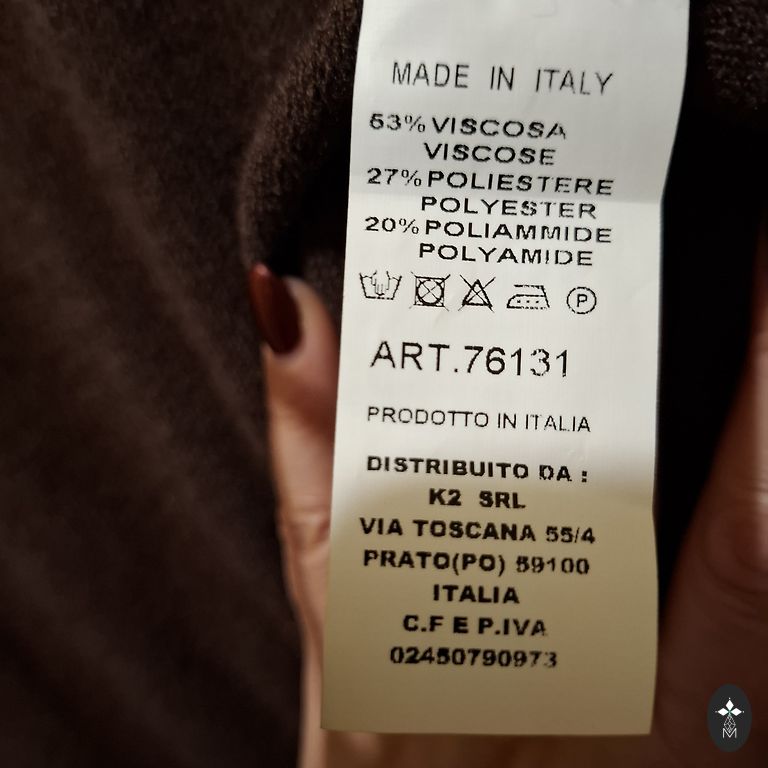 MADE IN ITALY
53% VISCOSA
VISCOSE
27% POLIESTERE
POLYESTER
20% POLIAMMIDE
POLYAMIDE
P
ART.76131
PRODOTTO IN ITALIA
DISTRIBUITO DA :
K2 SRL
VIA TOSCANA 55/4
PRATO(PO) 59100
ITALIA
C.F E P.IVA
02450790973
M